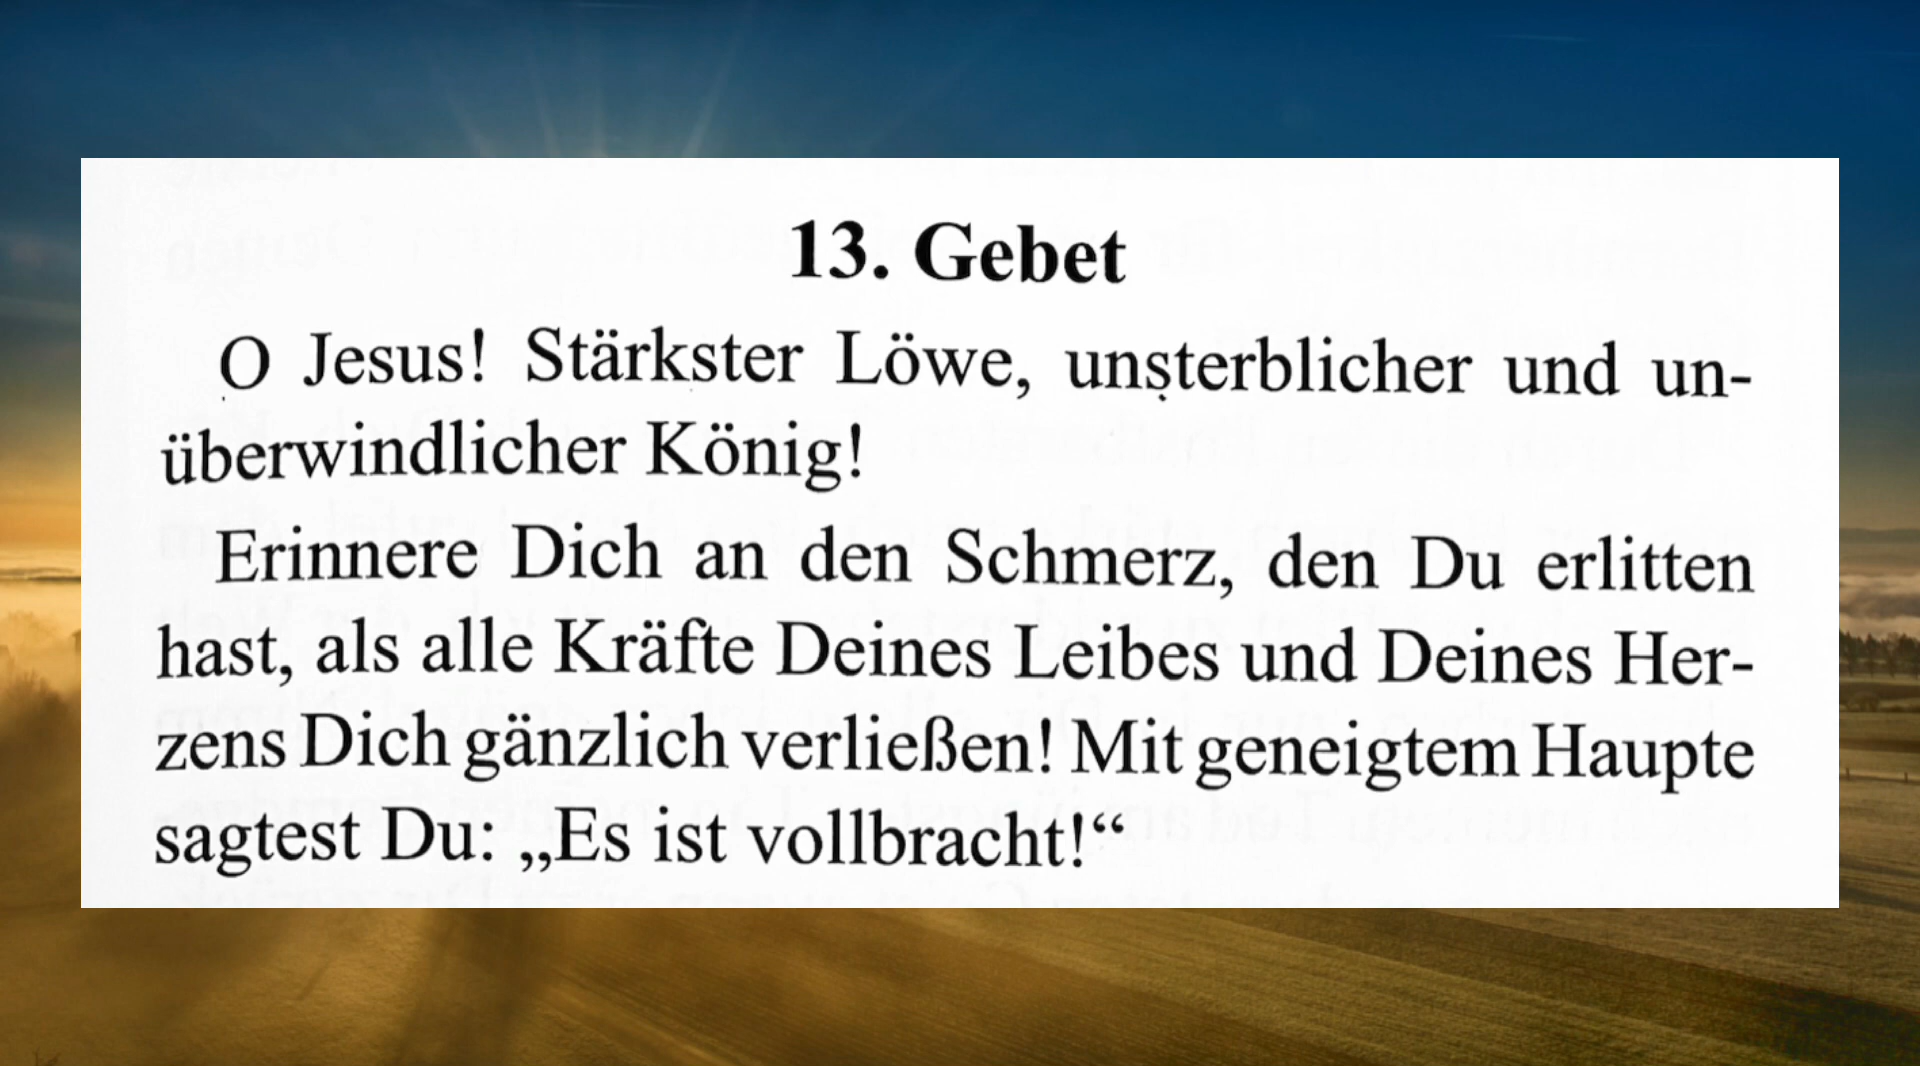 13. Gebet
O Jesus! Stärkster Löwe, unsterblicher und un-
überwindlicher König!
Erinnere Dich an den Schmerz, den Du erlitten
hast, als alle Kräfte Deines Leibes und Deines Her-
zens Dich gänzlich verließen! Mit geneigtem Haupte
sagtest Du: „Es ist vollbracht!“